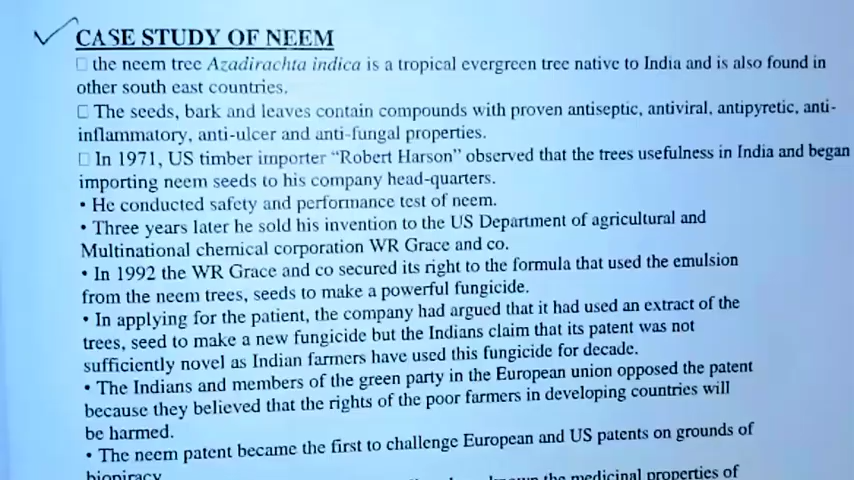 CASE STUDY OF NEEM
□ the neem tree Azadirachta indica is a tropical evergreen tree native to India and is also found in
other south east countries.
□ The seeds, bark and leaves contain compounds with proven antiseptic, antiviral, antipyretic, anti-
inflammatory, anti-ulcer and anti-fungal properties.
□ In 1971, US timber importer “Robert Harson” observed that the trees usefulness in India and began
importing neem seeds to his company head-quarters.
• He conducted safety and performance test of neem.
• Three years later he sold his invention to the US Department of agricultural and
Multinational chemical corporation WR Grace and co.
• In 1992 the WR Grace and co secured its right to the formula that used the emulsion
from the neem trees, seeds to make a powerful fungicide.
• In applying for the patient, the company had argued that it had used an extract of the
trees, seed to make a new fungicide but the Indians claim that its patent was not
sufficiently novel as Indian farmers have used this fungicide for decade.
• The Indians and members of the green party in the European union opposed the patent
because they believed that the rights of the poor farmers in developing countries will
be harmed.
• The neem patent became the first to challenge European and US patents on grounds of
biopiracy
known the medicinal properties of